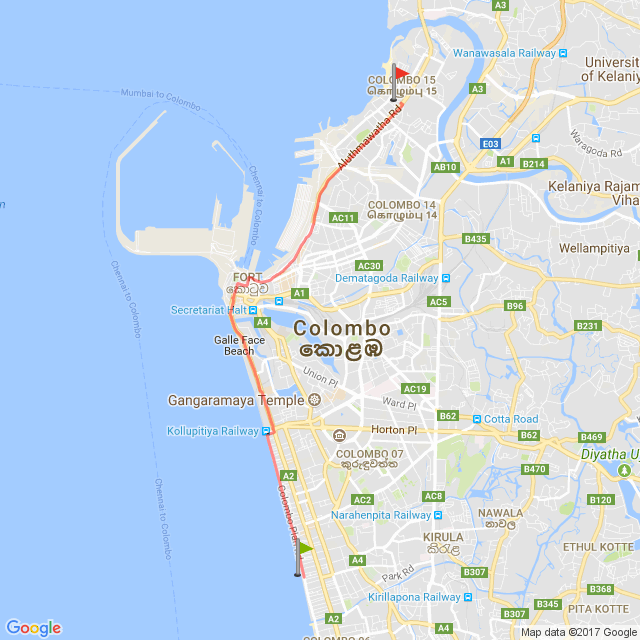 A3
Wanawasala Railway
University
of Kelaniya
COLOMBO 15
கொழும்பு 15
A3
Mumbai to Colombo
Aluthmawatha Rd
E03
Waragoda Rd
A1
B214
AB10
Chennai to Colombo
Kelaniya Rajam
Viha
COLOMBO 14
கொழும்பு 14
AC11
B435
Wellampitiya
Chennai to Colombo
AC30
FORT
කොටුව
Dematagoda Railway
A1
AC5
B96
Secretariat Halt
A4
Colombo
කොළඹ
B231
Galle Face
Beach
Union Pl
AC19
Gangaramaya Temple
Ward Pl
B62
Cotta Road
Kollupitiya Railway
Horton Pl
B62
B469
COLOMBO 07
කුරුඳුවත්ත
Diyatha U
A2
B470
Chennai to Colombo
Colombo Plan
AC2
AC8
B120
Narahenpita Railway
NAWALA
නාවල
KIRULA
කිරුළ
ETHUL KOTTE
A4
Park Rd
B307
B368
Kirillapona Railway
B345
PITA KOTTE
A2
A4
B307
COLOMBO 06
Google
Map data ©2017 Google